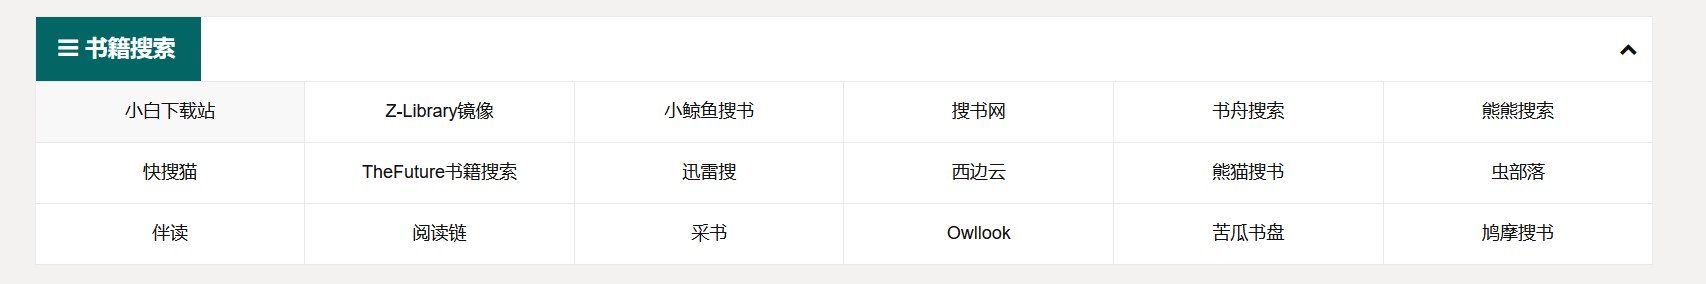 书籍搜索
小白下载站 Z-Library镜像 小鲸鱼搜书 搜书网 书舟搜索 熊熊搜索
快搜猫 TheFuture书籍搜索 迅雷搜 西边云 熊猫搜书 虫部落
伴读 阅读链 采书 Owllook 苦瓜书盘 鸠摩搜书